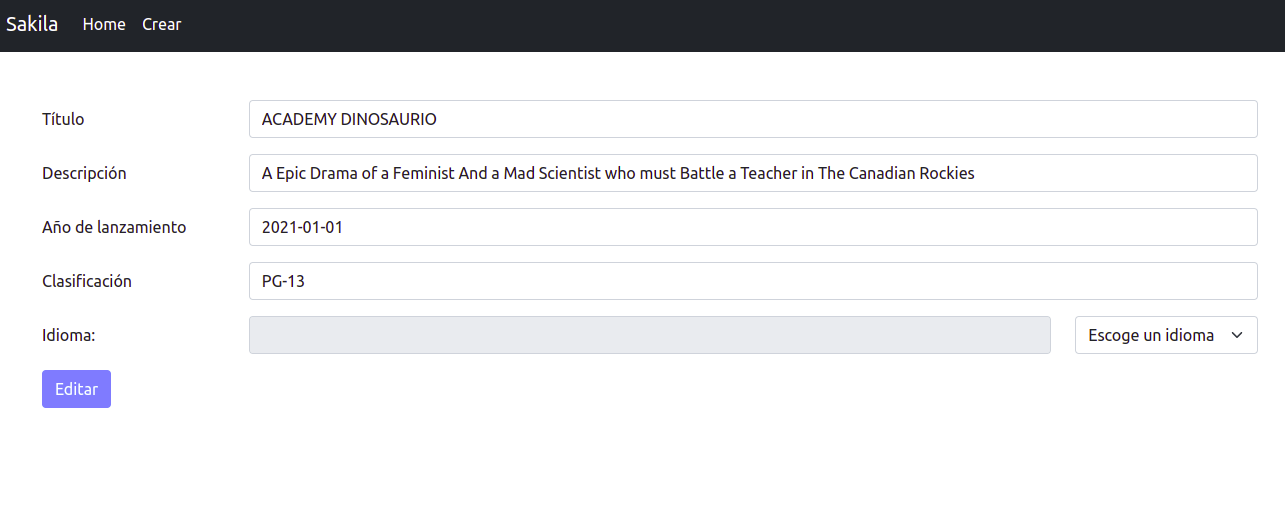 Sakila Home Crear
Título ACADEMY DINOSAURIO
Descripción A Epic Drama of a Feminist And a Mad Scientist who must Battle a Teacher in The Canadian Rockies
Año de lanzamiento 2021-01-01
Clasificación PG-13
Idioma: Escoge un idioma
Editar